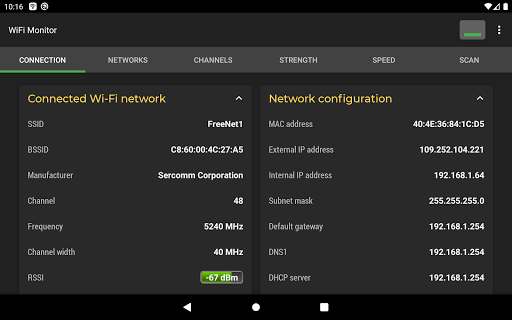 10:16
WiFi Monitor
CONNECTION NETWORKS CHANNELS STRENGTH SPEED SCAN
Connected Wi-Fi network
SSID FreeNet1
BSSID C8:60:00:4C:27:A5
Manufacturer Sercomm Corporation
Channel 48
Frequency 5240 MHz
Channel width 40 MHz
RSSI -67 dBm
Network configuration
MAC address 40:4E:36:84:1C:D5
External IP address 109.252.104.221
Internal IP address 192.168.1.64
Subnet mask 255.255.255.0
Default gateway 192.168.1.254
DNS1 192.168.1.254
DHCP server 192.168.1.254